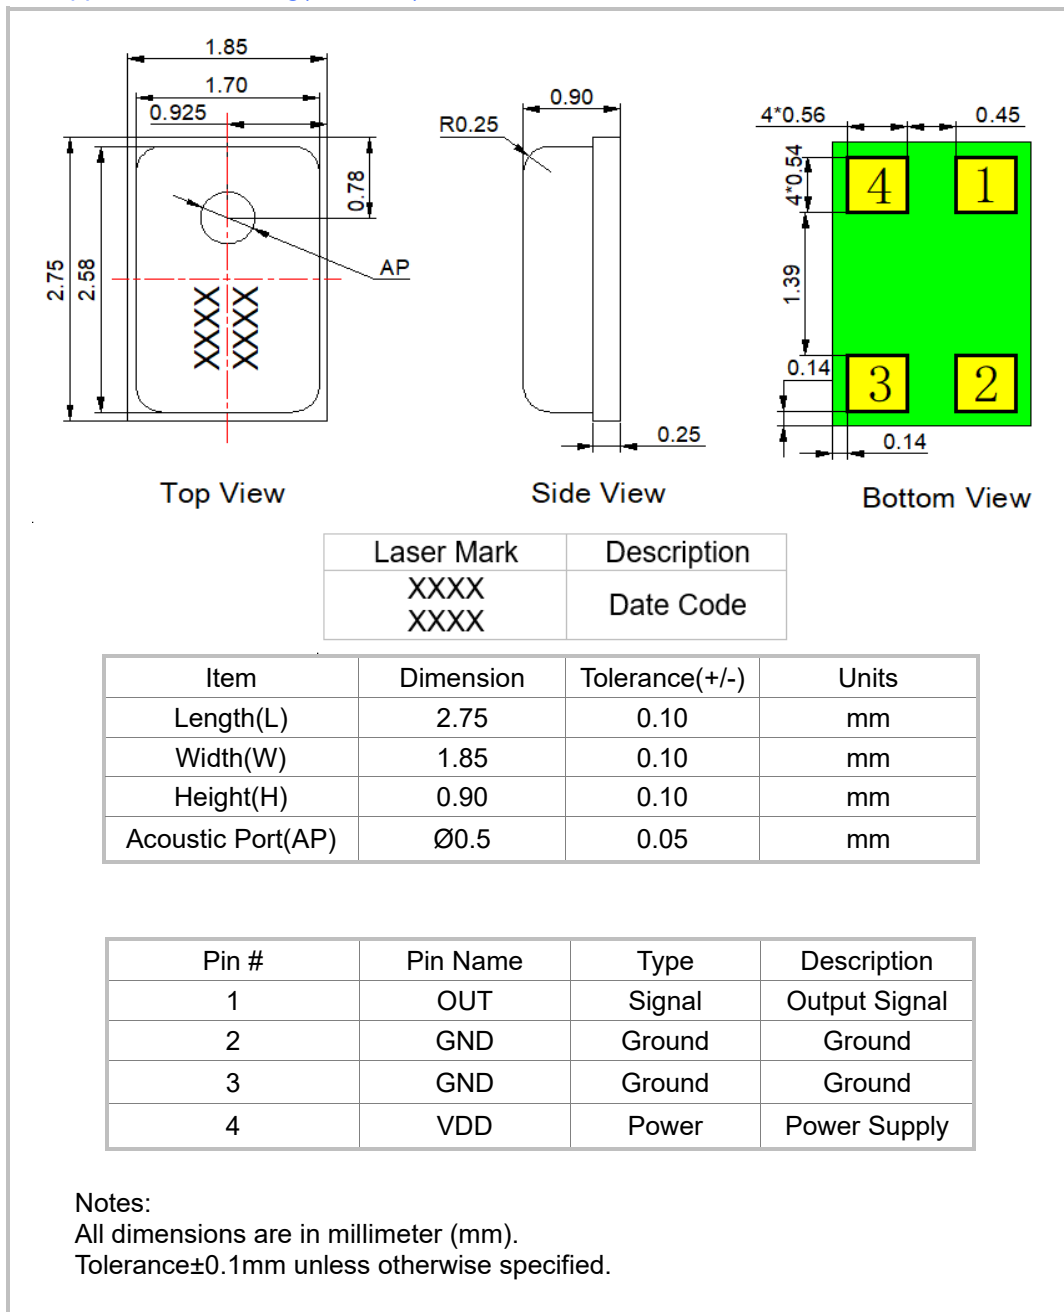 1.85
1.70
0.925
0.78
AP
2.75
2.58
XXXX
XXXX
Top View
0.90
R0.25
0.25
Side View
4*0.56
0.45
4*0.54
4
1
1.39
0.14
3
2
0.14
Bottom View
Laser Mark Description
XXXX
XXXX
Date Code
Item Dimension Tolerance(+/-) Units
Length(L) 2.75 0.10 mm
Width(W) 1.85 0.10 mm
Height(H) 0.90 0.10 mm
Acoustic Port(AP) Ø0.5 0.05 mm
Pin # Pin Name Type Description
1 OUT Signal Output Signal
2 GND Ground Ground
3 GND Ground Ground
4 VDD Power Power Supply
Notes:
All dimensions are in millimeter (mm).
Tolerance±0.1mm unless otherwise specified.